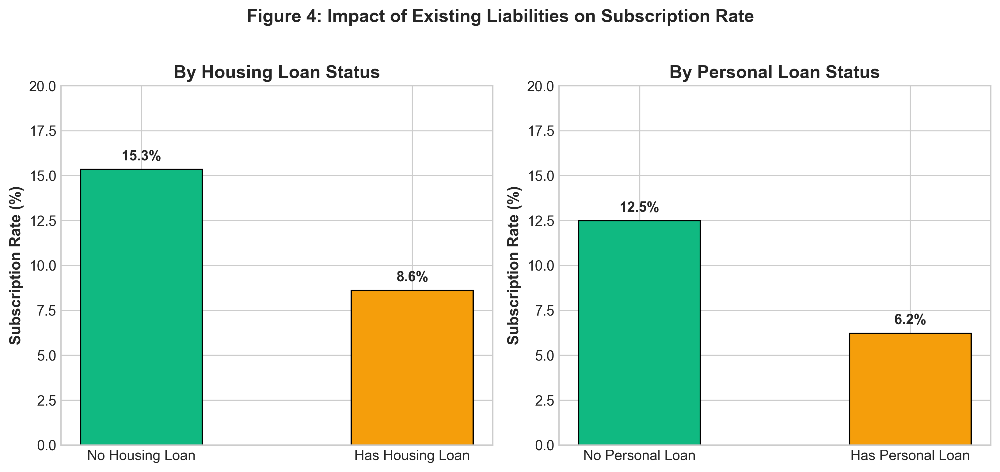 Figure 4: Impact of Existing Liabilities on Subscription Rate
By Housing Loan Status
Subscription Rate (%)
20.0
17.5
15.0
12.5
10.0
7.5
5.0
2.5
0.0
15.3%
8.6%
No Housing Loan
Has Housing Loan
By Personal Loan Status
Subscription Rate (%)
20.0
17.5
15.0
12.5
10.0
7.5
5.0
2.5
0.0
12.5%
6.2%
No Personal Loan
Has Personal Loan